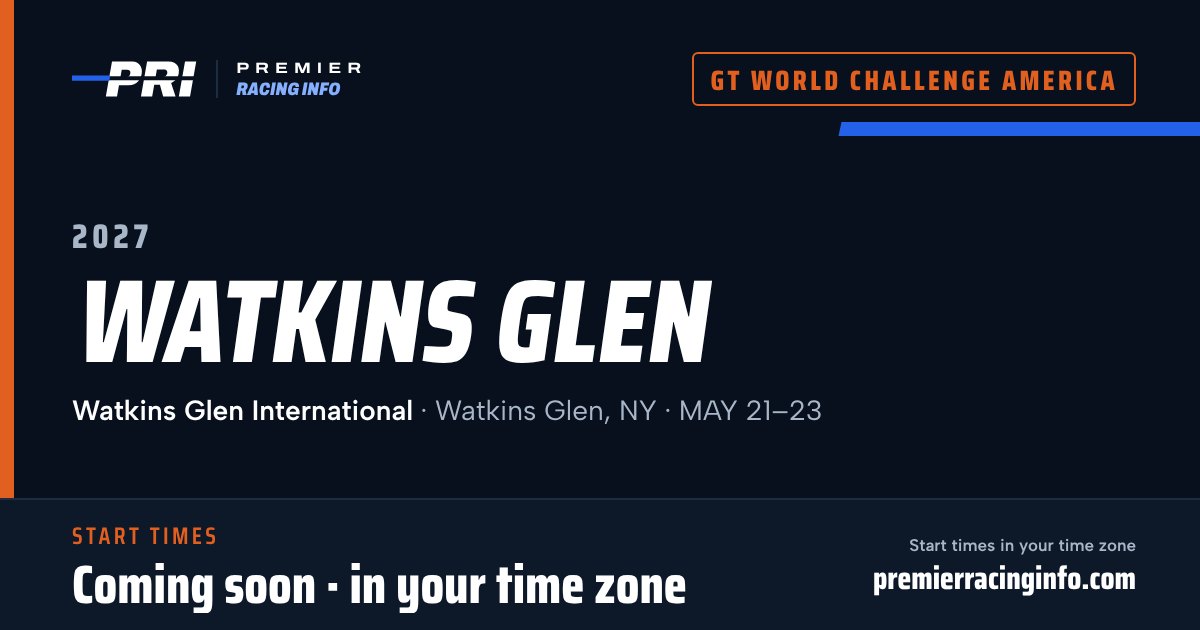 PRI
PREMIER
RACING INFO
GT WORLD CHALLENGE AMERICA
2027
WATKINS GLEN
Watkins Glen International · Watkins Glen, NY · MAY 21–23
START TIMES
Coming soon · in your time zone
Start times in your time zone
premierracinginfo.com